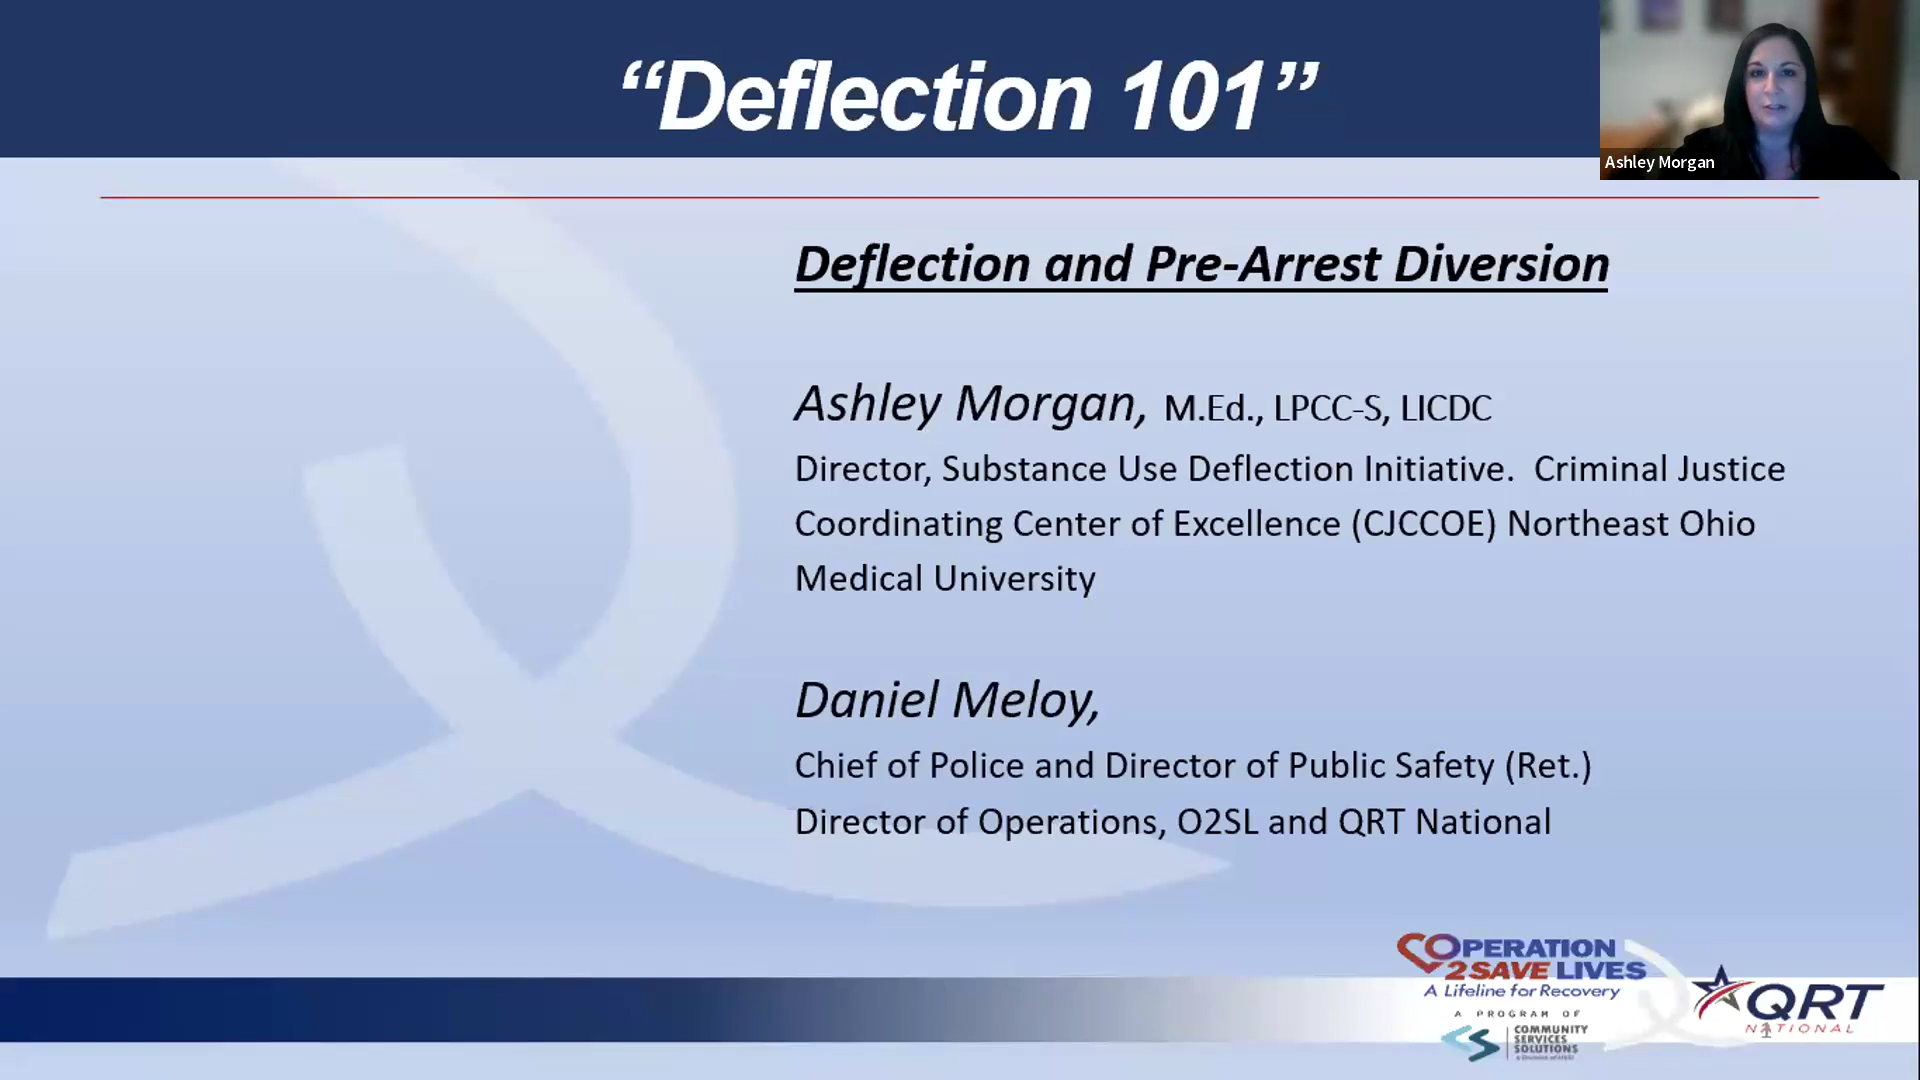 “Deflection 101”
Ashley Morgan
Deflection and Pre-Arrest Diversion
Ashley Morgan, M.Ed., LPCC-S, LICDC
Director, Substance Use Deflection Initiative.  Criminal Justice
Coordinating Center of Excellence (CJCCOE) Northeast Ohio
Medical University
Daniel Meloy,
Chief of Police and Director of Public Safety (Ret.)
Director of Operations, O2SL and QRT National
OPERATION
2SAVE LIVES
A Lifeline for Recovery
A PROGRAM OF
CS COMMUNITY
SERVICES
SOLUTIONS
QRT
NATIONAL